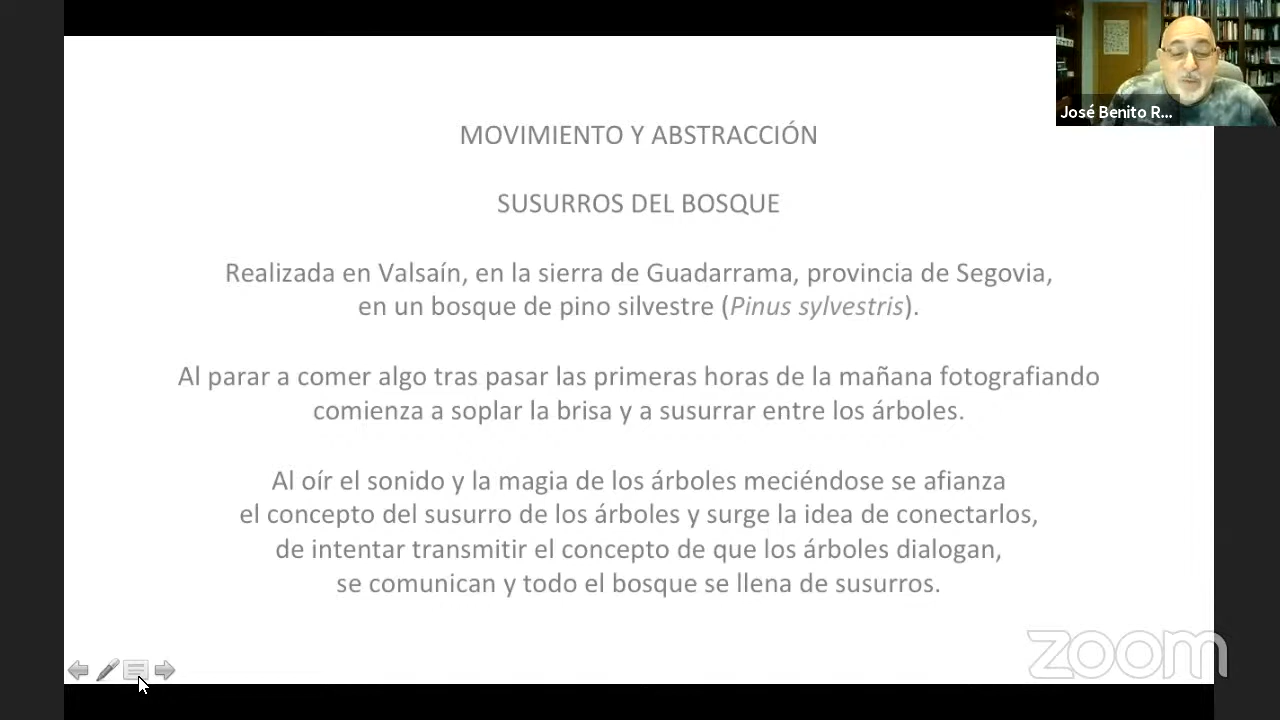 José Benito R...
MOVIMIENTO Y ABSTRACCIÓN
SUSURROS DEL BOSQUE
Realizada en Valsaín, en la sierra de Guadarrama, provincia de Segovia,
en un bosque de pino silvestre (Pinus sylvestris).
Al parar a comer algo tras pasar las primeras horas de la mañana fotografiando
comienza a soplar la brisa y a susurrar entre los árboles.
Al oír el sonido y la magia de los árboles meciéndose se afianza
el concepto del susurro de los árboles y surge la idea de conectarlos,
de intentar transmitir el concepto de que los árboles dialogan,
se comunican y todo el bosque se llena de susurros.
zoom